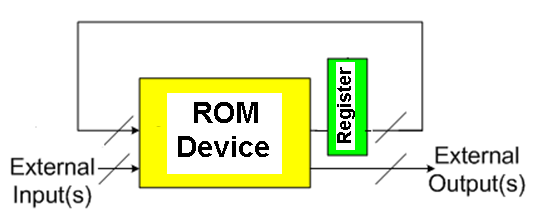 ROM
Device
Register
External
Input(s)
External
Output(s)